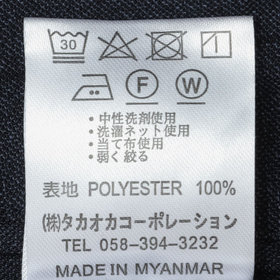 30
F W
・中性洗剤使用
・洗濯ネット使用
・当て布使用
・弱く絞る
表地 POLYESTER 100%
(株)タカオカコーポレーション
TEL 058-394-3232
MADE IN MYANMAR